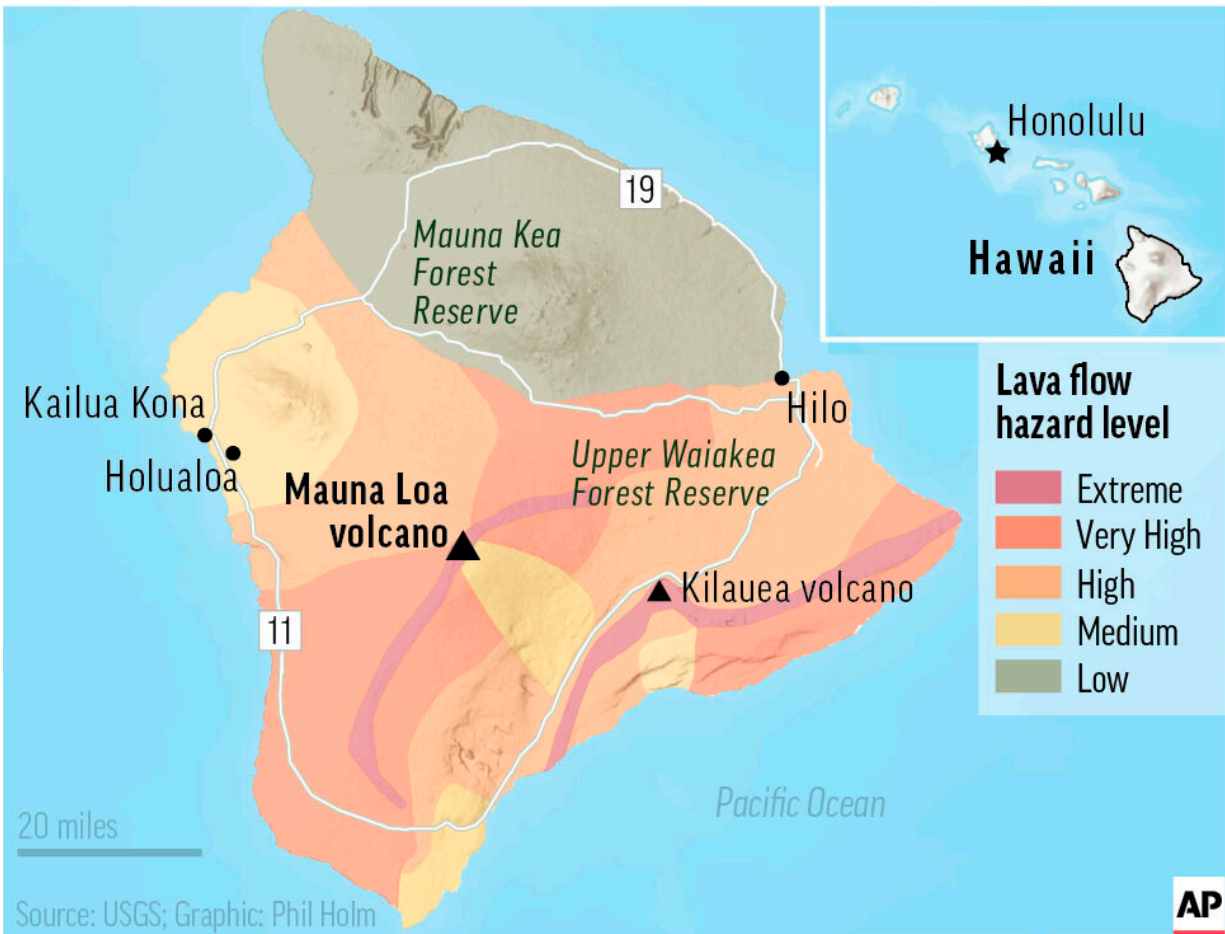 Honolulu
Hawaii
19
Mauna Kea
Forest
Reserve
Kailua Kona
Holualoa
Hilo
Upper Waiakea
Forest Reserve
Mauna Loa
volcano
Kilauea volcano
11
Lava flow
hazard level
Extreme
Very High
High
Medium
Low
Pacific Ocean
20 miles
Source: USGS; Graphic: Phil Holm
AP